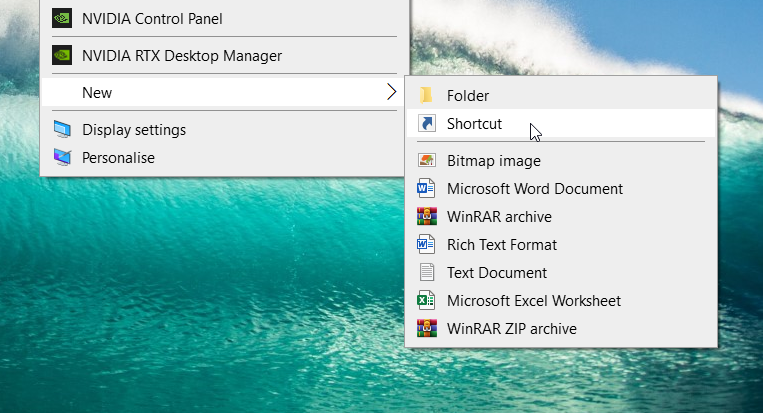 NVIDIA Control Panel
NVIDIA RTX Desktop Manager
New
Display settings
Personalise
Folder
Shortcut
Bitmap image
Microsoft Word Document
WinRAR archive
Rich Text Format
Text Document
Microsoft Excel Worksheet
WinRAR ZIP archive